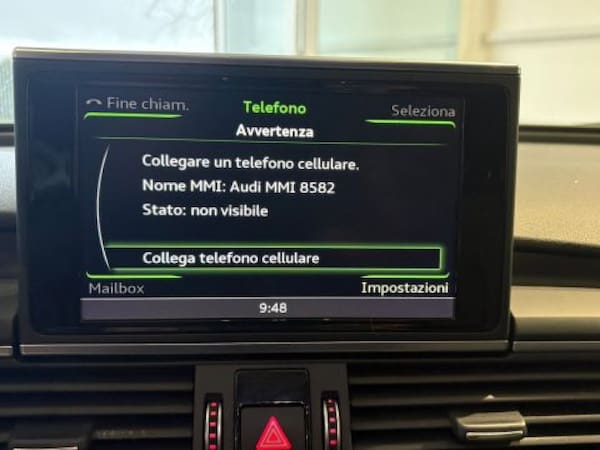 Fine chiam. Telefono Seleziona
Avvertenza
Collegare un telefono cellulare.
Nome MMI: Audi MMI 8582
Stato: non visibile
Collega telefono cellulare
Mailbox Impostazioni
9:48